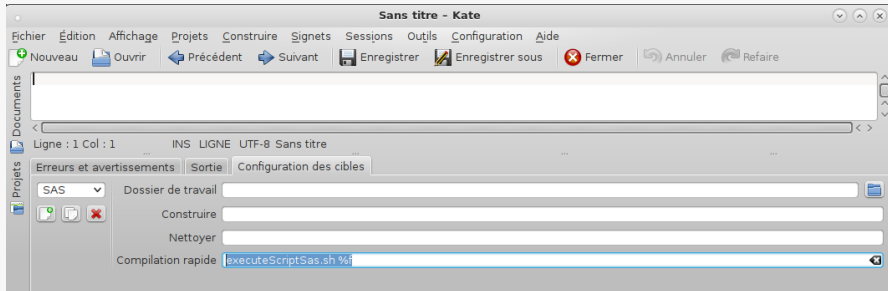 Sans titre – Kate
Fichier Édition Affichage Projets Construire Signets Sessions Outils Configuration Aide
Nouveau Ouvrir Précédent Suivant Enregistrer Enregistrer sous Fermer Annuler Refaire
Documents
Ligne : 1 Col : 1 INS LIGNE UTF-8 Sans titre
Projets
Erreurs et avertissements Sortie Configuration des cibles
SAS Dossier de travail
Construire
Nettoyer
Compilation rapide executeScriptSas.sh %f